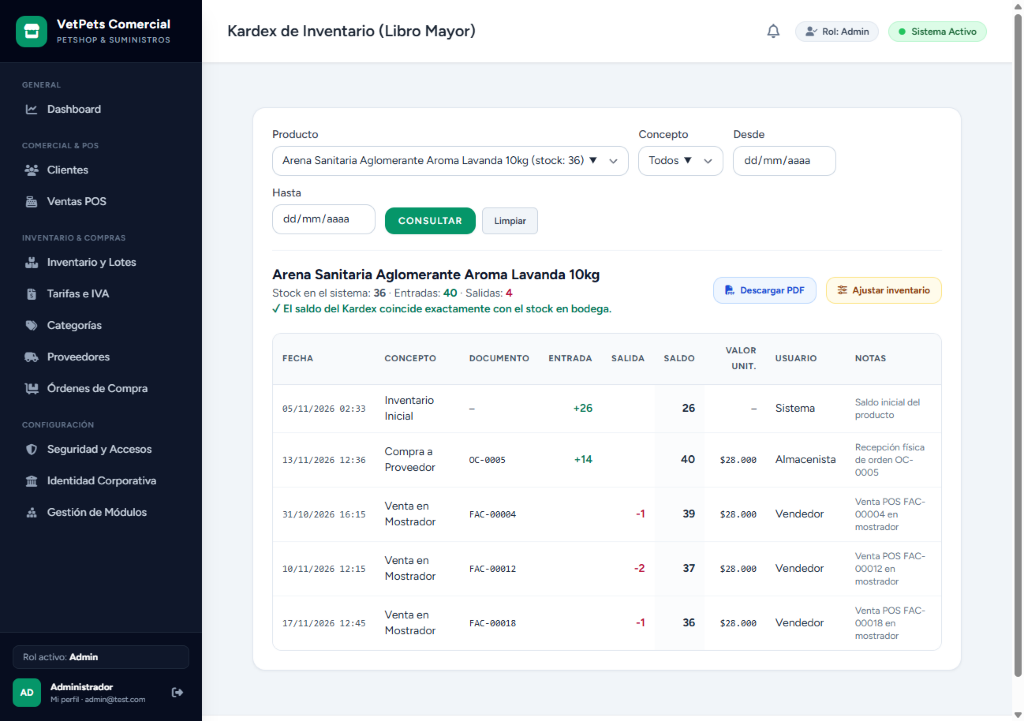 VetPets Comercial
PETSHOP & SUMINISTROS
GENERAL
Dashboard
COMERCIAL & POS
Clientes
Ventas POS
INVENTARIO & COMPRAS
Inventario y Lotes
Tarifas e IVA
Categorías
Proveedores
Órdenes de Compra
CONFIGURACIÓN
Seguridad y Accesos
Identidad Corporativa
Gestión de Módulos
Rol activo: Admin
AD
Administrador
Mi perfil · admin@test.com
Kardex de Inventario (Libro Mayor)
Rol: Admin
Sistema Activo
Producto
Arena Sanitaria Aglomerante Aroma Lavanda 10kg (stock: 36) ▼
Concepto
Todos ▼
Desde
dd/mm/aaaa
Hasta
dd/mm/aaaa
CONSULTAR
Limpiar
Arena Sanitaria Aglomerante Aroma Lavanda 10kg
Stock en el sistema: 36 · Entradas: 40 · Salidas: 4
✓ El saldo del Kardex coincide exactamente con el stock en bodega.
Descargar PDF
Ajustar inventario
FECHA CONCEPTO DOCUMENTO ENTRADA SALIDA SALDO VALOR UNIT. USUARIO NOTAS
05/11/2026 02:33 Inventario Inicial – +26 26 – Sistema Saldo inicial del producto
13/11/2026 12:36 Compra a Proveedor OC-0005 +14 40 $28.000 Almacenista Recepción física de orden OC-0005
31/10/2026 16:15 Venta en Mostrador FAC-00004 -1 39 $28.000 Vendedor Venta POS FAC-00004 en mostrador
10/11/2026 12:15 Venta en Mostrador FAC-00012 -2 37 $28.000 Vendedor Venta POS FAC-00012 en mostrador
17/11/2026 12:45 Venta en Mostrador FAC-00018 -1 36 $28.000 Vendedor Venta POS FAC-00018 en mostrador